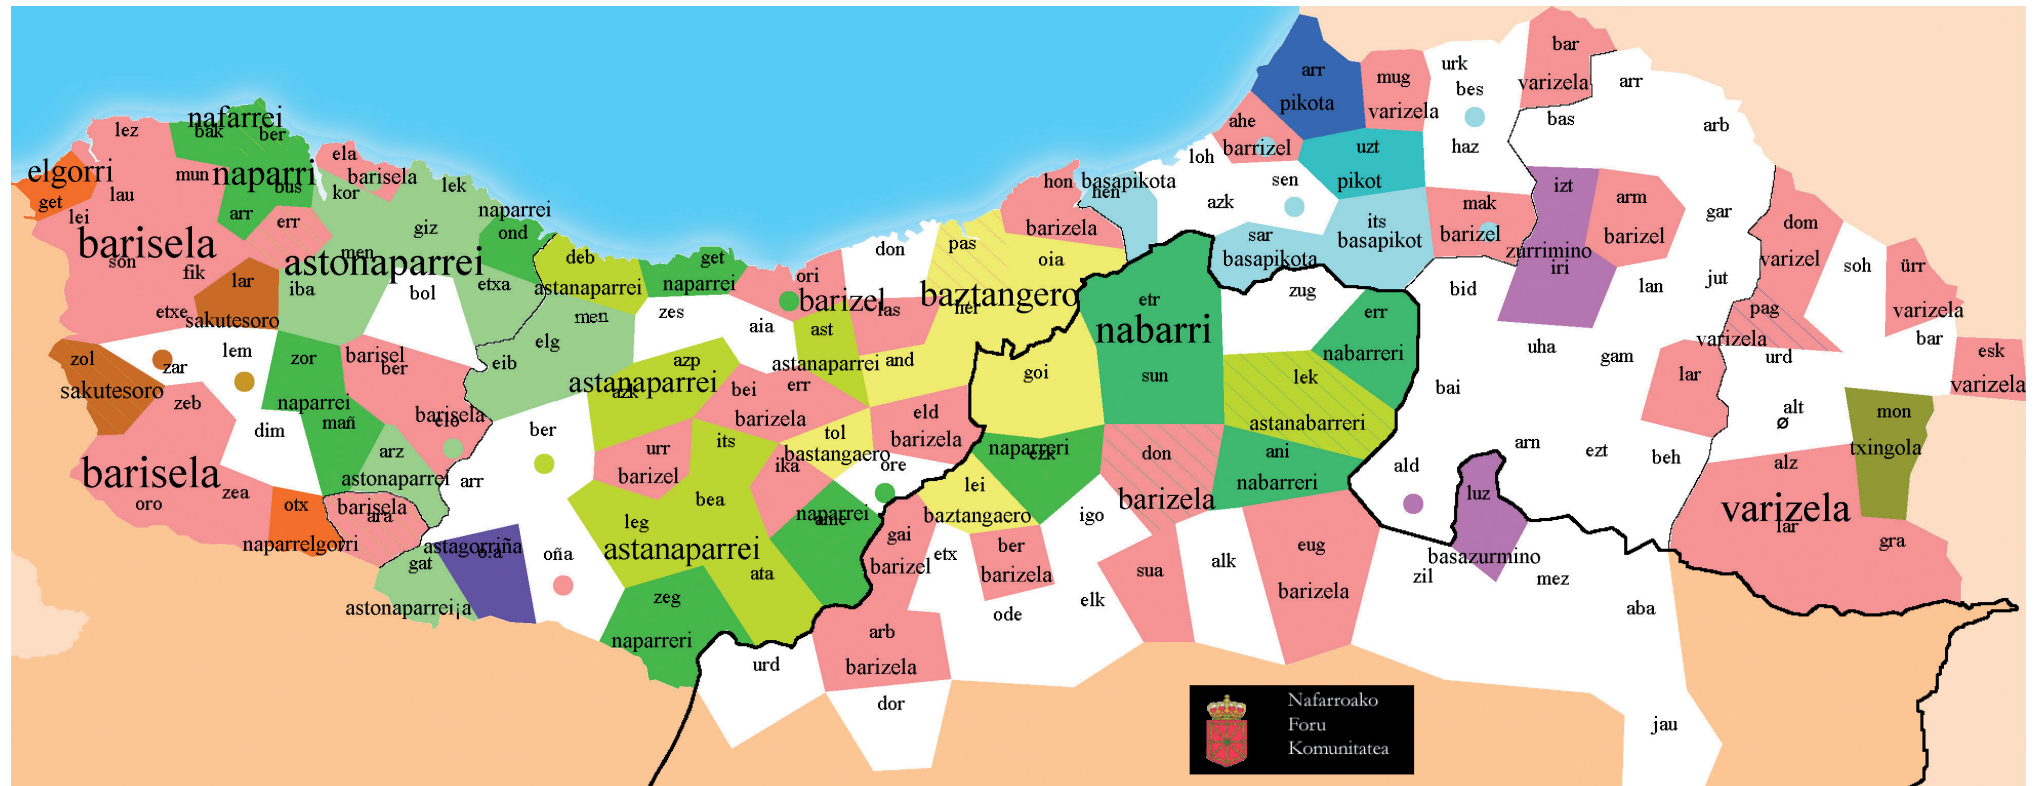 bar
urk
arr
mug
bes
varizela
arr
pikota
varizela
bas
arb
lez
nafarrei
bak
ber
ahe
barrizel
uzt
haz
ela
barisela
loh
elgorri
mun
naparri
bus
kor
lek
hon
basapikota
hen
sen
pikot
izt
arm
get
lau
lei
arr
err
giz
naparrei
ond
azk
its
basapikot
mak
barizel
gar
dom
barisela
son
men
astonaparrei
deb
get
don
pas
barizela
oia
sar
basapikota
zurrimino
iri
barizel
varizel
soh
ürr
fik
lar
iba
bol
etxa
astanaparrei
naparrei
ori
barizel
baztangero
her
etr
zug
bid
lan
jut
etxe
sakutesoro
men
zes
aia
las
nabarri
err
pag
varizela
varizela
zol
zar
lem
zor
barisel
ber
eib
elg
azp
ast
astanaparrei
and
goi
sun
nabarreri
uha
gam
urd
bar
esk
varizela
sakutesoro
zeb
naparrei
mañ
barisela
elo
astanaparrei
azk
bei
err
barizela
eld
barizela
lek
astanabarreri
bai
lar
alt
ø
mon
txingola
dim
arz
astonaparrei
ber
urr
barizel
its
tol
bastangaero
ika
ore
naparreri
ezk
don
ani
nabarreri
ald
arn
ezt
beh
alz
barisela
oro
zea
otx
naparrelgorri
barisela
ara
arr
bea
leg
naparrei
ame
lei
baztangaero
igo
barizela
luz
varizela
lar
gra
gat
astagorriña
oña
astanaparrei
ata
gai
barizel
etx
ber
barizela
sua
alk
eug
barizela
basazurmino
zil
mez
astonaparrei¡a
zeg
naparreri
ode
elk
aba
arb
barizela
urd
dor
jau
Nafarroako
Foru
Komunitatea